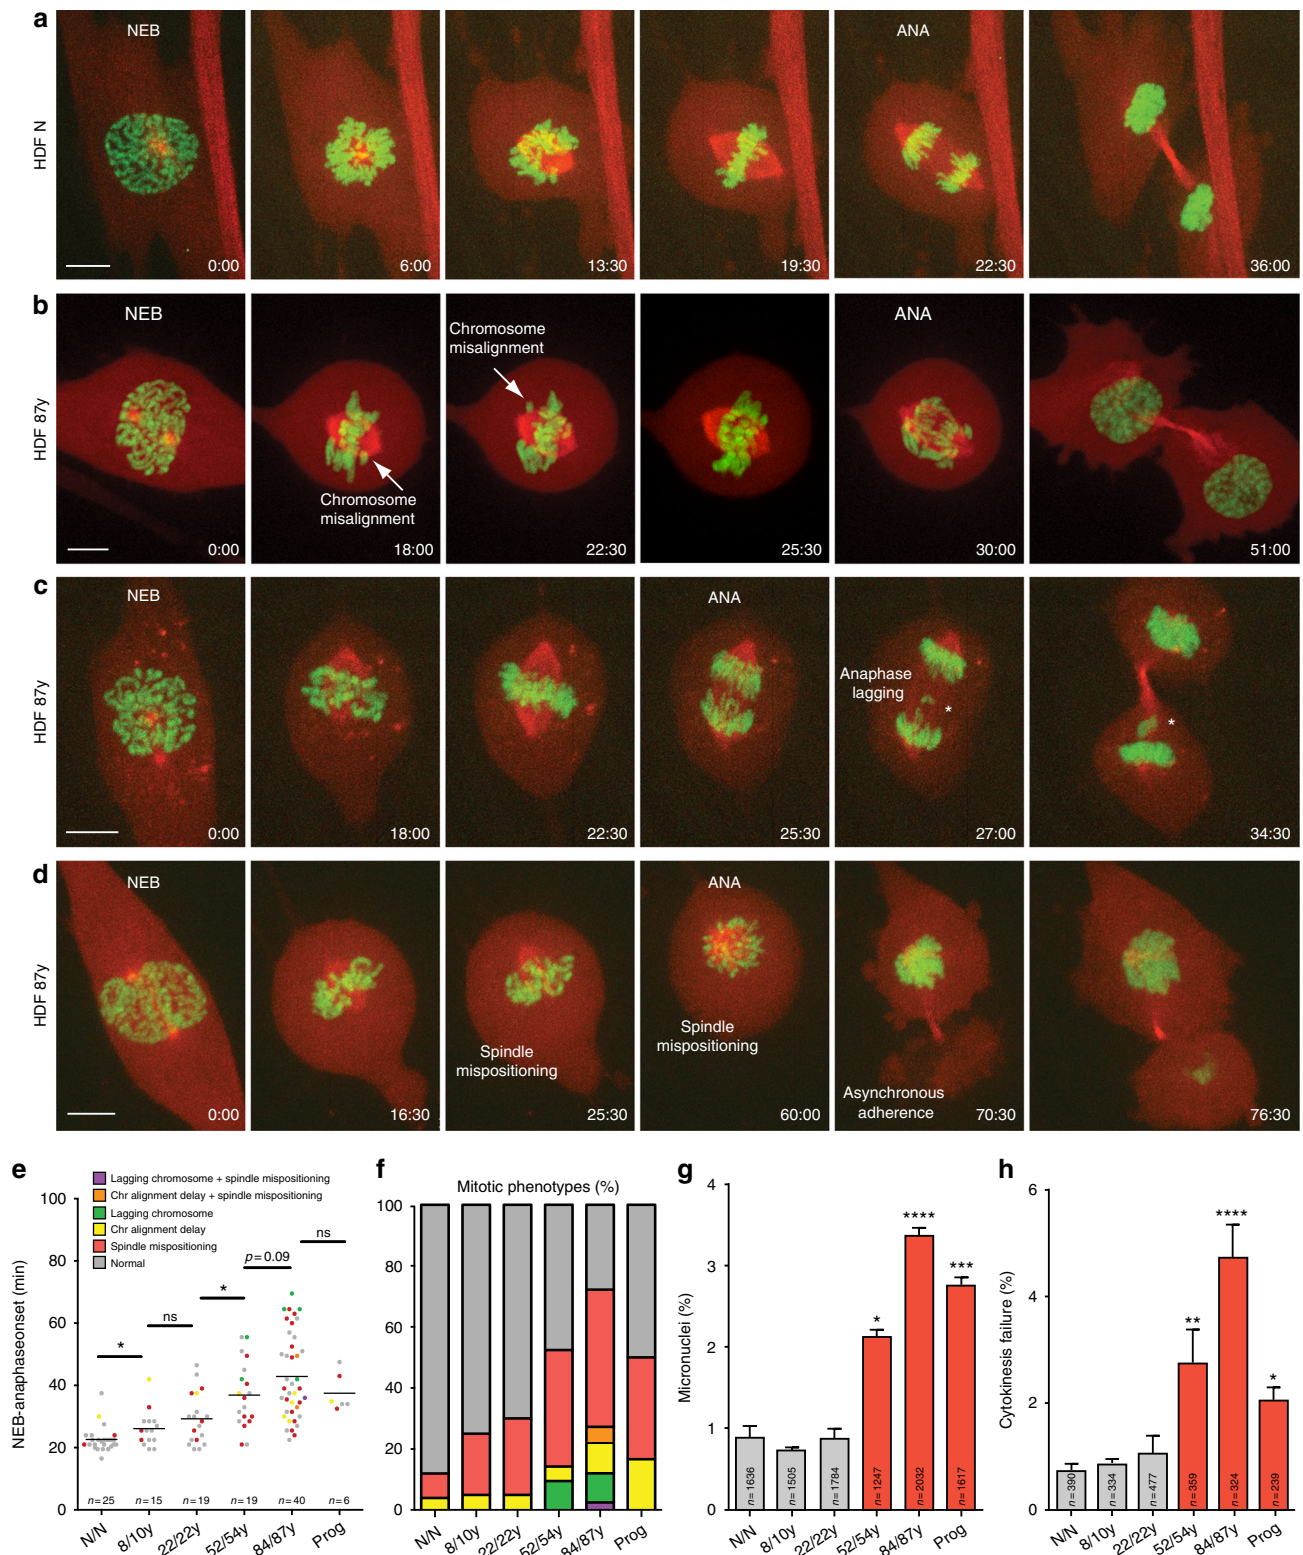 a
HDF N
NEB
ANA
0:00
6:00
13:30
19:30
22:30
36:00
b
HDF 87y
NEB
Chromosome
misalignment
Chromosome
misalignment
ANA
0:00
18:00
22:30
25:30
30:00
51:00
c
HDF 87y
NEB
ANA
Anaphase
lagging
*
*
0:00
18:00
22:30
25:30
27:00
34:30
d
HDF 87y
NEB
ANA
Spindle
mispositioning
Spindle
mispositioning
Asynchronous
adherence
0:00
16:30
25:30
60:00
70:30
76:30
e
Lagging chromosome + spindle mispositioning
Chr alignment delay + spindle mispositioning
Lagging chromosome
Chr alignment delay
Spindle mispositioning
Normal
NEB-anaphaseonset (min)
100
80
60
40
20
0
*
ns
*
p = 0.09
ns
n = 25
n = 15
n = 19
n = 19
n = 40
n = 6
N/N
8/10y
22/22y
52/54y
84/87y
Prog
f
Mitotic phenotypes (%)
100
80
60
40
20
0
N/N
8/10y
22/22y
52/54y
84/87y
Prog
g
Micronuclei (%)
4
3
2
1
0
*
****
***
n = 1636
n = 1505
n = 1784
n = 1247
n = 2032
n = 1617
N/N
8/10y
22/22y
52/54y
84/87y
Prog
h
Cytokinesis failure (%)
6
4
2
0
**
****
*
n = 390
n = 334
n = 477
n = 359
n = 324
n = 239
N/N
8/10y
22/22y
52/54y
84/87y
Prog